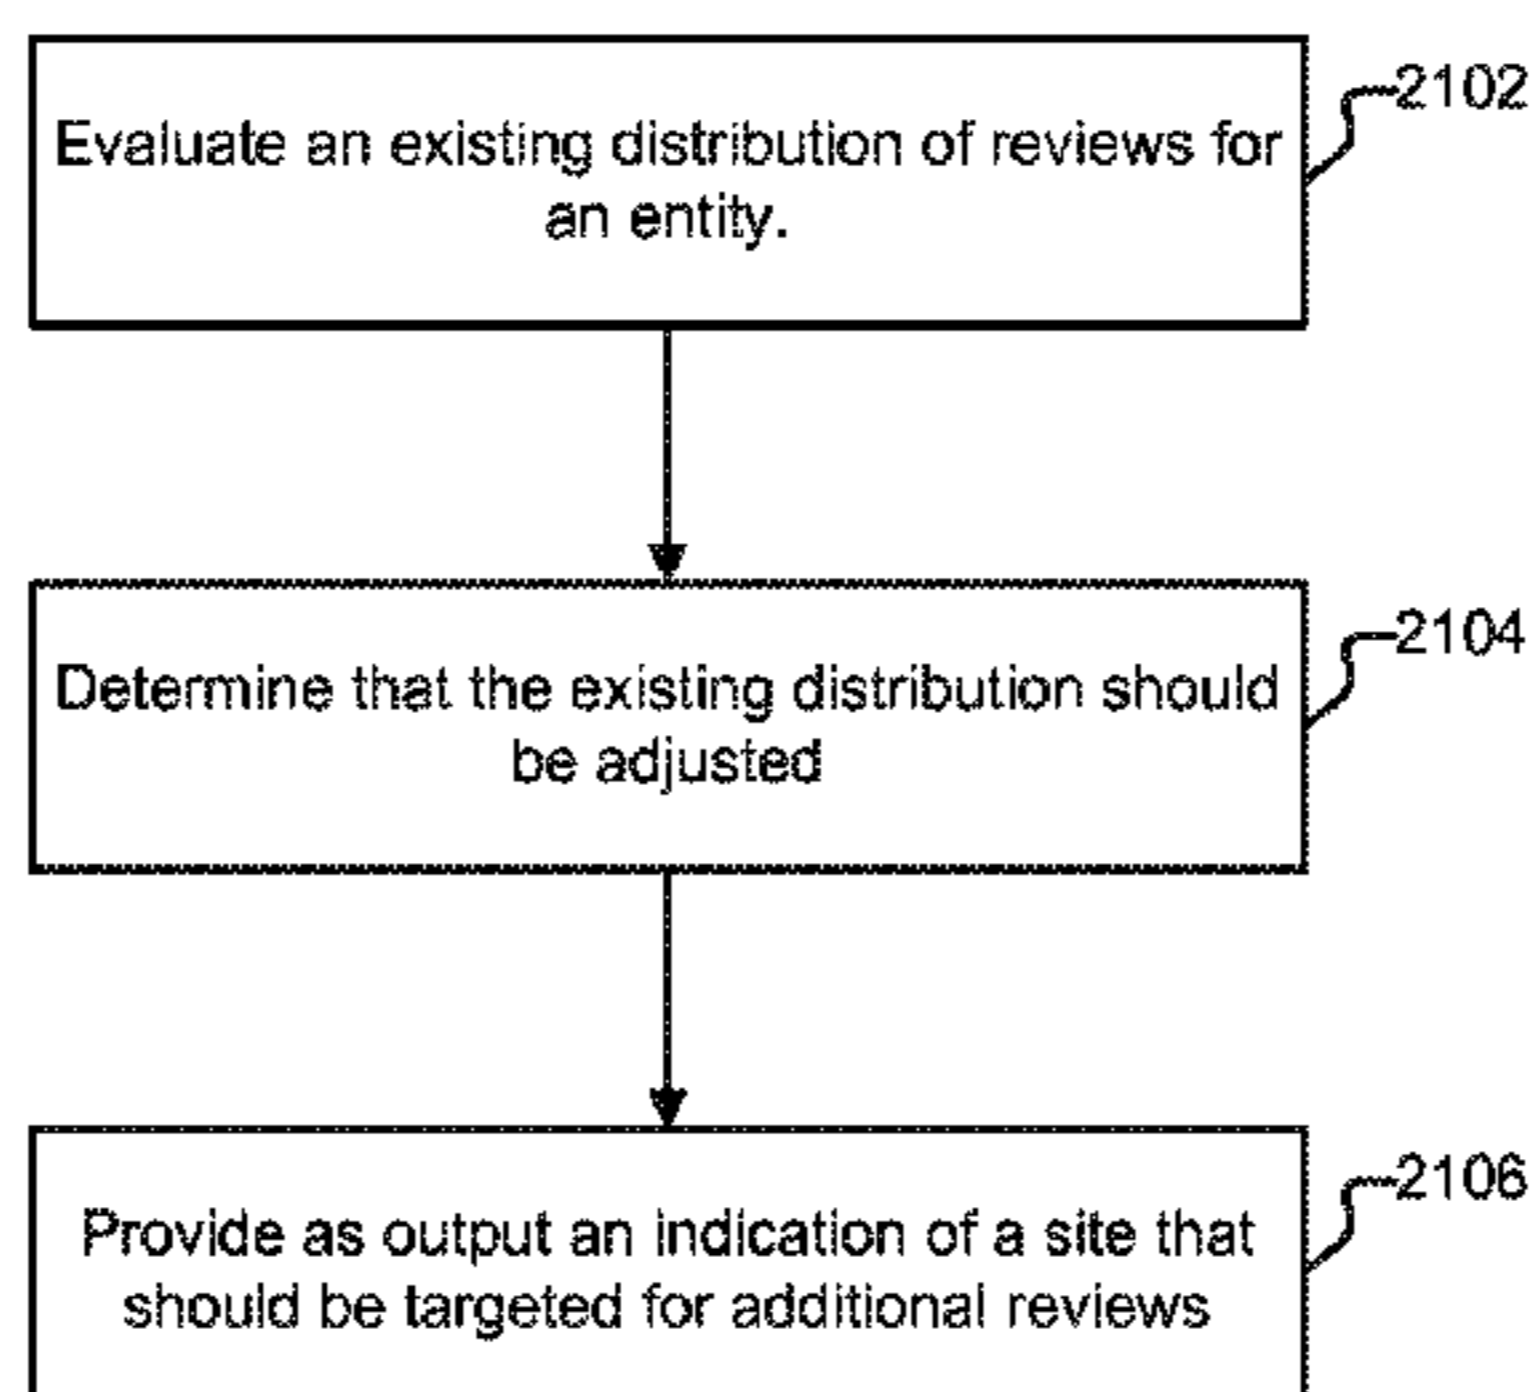 2102
Evaluate an existing distribution of reviews for
an entity.
2104
Determine that the existing distribution should
be adjusted
2106
Provide as output an indication of a site that
should be targeted for additional reviews